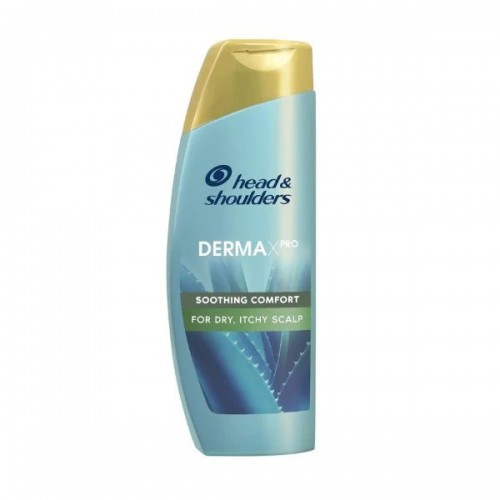 head &
shoulders
DERMAXPRO
SOOTHING COMFORT
FOR DRY, ITCHY SCALP